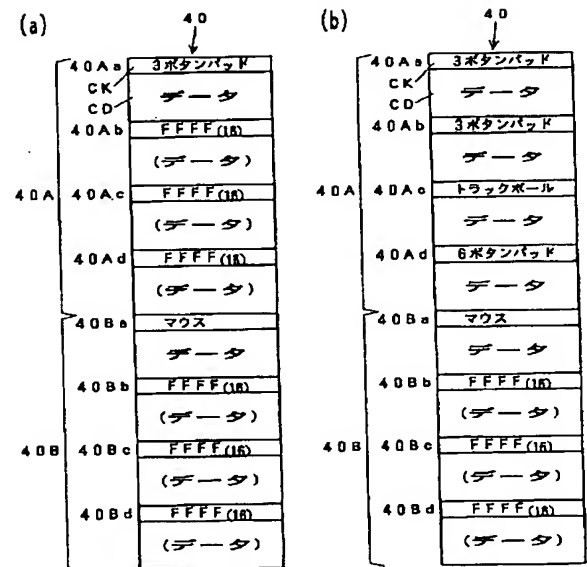 (a)
40
40Aa 3ボタンパッド
CK
CD データ
40Ab FFFF(16)
(データ)
40A 40Ac FFFF(16)
(データ)
40Ad FFFF(16)
(データ)
40Ba マウス
データ
40Bb FFFF(16)
(データ)
40B 40Bc FFFF(16)
(データ)
40Bd FFFF(16)
(データ)
(b)
40
40Aa 3ボタンパッド
CK
CD データ
40Ab 3ボタンパッド
データ
40A 40Ac トラックボール
データ
40Ad 6ボタンパッド
データ
40Ba マウス
データ
40Bb FFFF(16)
(データ)
40B 40Bc FFFF(16)
(データ)
40Bd FFFF(16)
(データ)